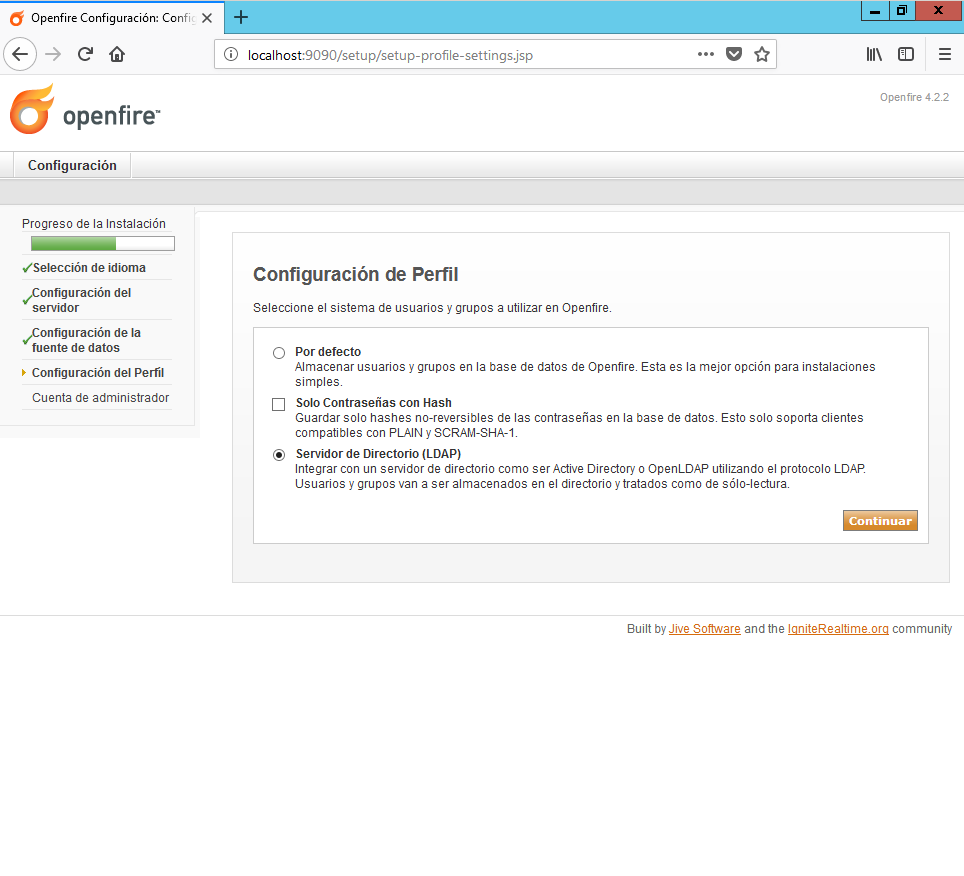 Openfire Configuración: Config
localhost:9090/setup/setup-profile-settings.jsp
openfire™
Openfire 4.2.2
Configuración
Progreso de la Instalación
Selección de idioma
Configuración del
servidor
Configuración de la
fuente de datos
Configuración del Perfil
Cuenta de administrador
Configuración de Perfil
Seleccione el sistema de usuarios y grupos a utilizar en Openfire.
Por defecto
Almacenar usuarios y grupos en la base de datos de Openfire. Esta es la mejor opción para instalaciones
simples.
Solo Contraseñas con Hash
Guardar solo hashes no-reversibles de las contraseñas en la base de datos. Esto solo soporta clientes
compatibles con PLAIN y SCRAM-SHA-1.
Servidor de Directorio (LDAP)
Integrar con un servidor de directorio como ser Active Directory o OpenLDAP utilizando el protocolo LDAP.
Usuarios y grupos van a ser almacenados en el directorio y tratados como de sólo-lectura.
Continuar
Built by Jive Software and the IgniteRealtime.org community